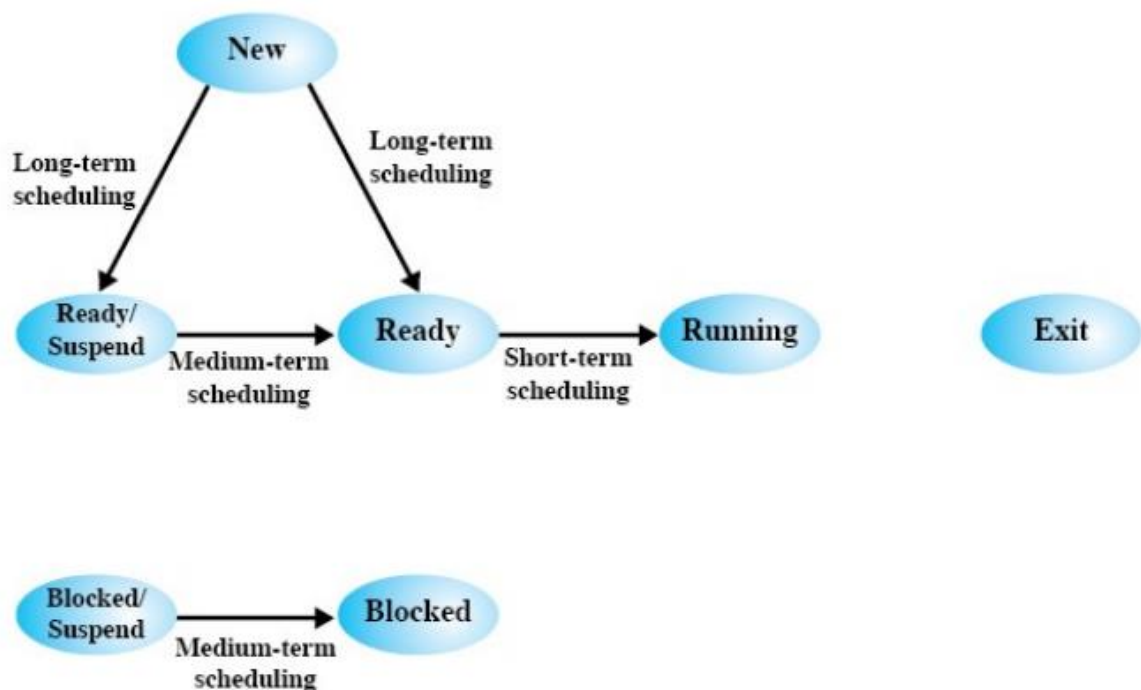 New
Long-term
scheduling
Long-term
scheduling
Ready/
Suspend
Medium-term
scheduling
Ready
Short-term
scheduling
Running
Exit
Blocked/
Suspend
Medium-term
scheduling
Blocked